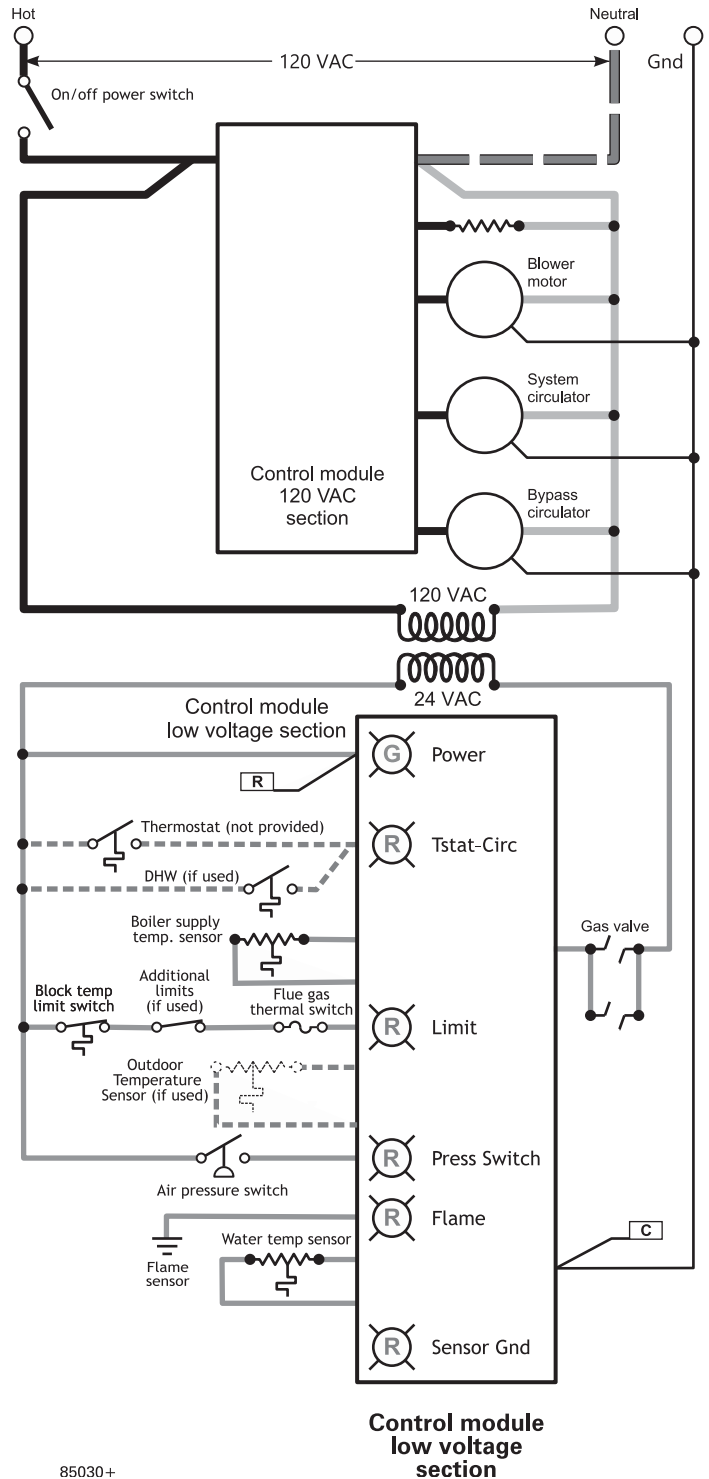 Hot
Neutral
120 VAC
Gnd
On/off power switch
Blower
motor
System
circulator
Control module
120 VAC
section
Bypass
circulator
120 VAC
24 VAC
Control module
low voltage section
G
Power
R
Thermostat (not provided)
R
Tstat-Circ
DHW (if used)
Boiler supply
temp. sensor
Gas valve
Block temp
limit switch
Additional
limits
(if used)
Flue gas
thermal switch
R
Limit
Outdoor
Temperature
Sensor (if used)
R
Press Switch
Air pressure switch
R
Flame
Water temp sensor
C
Flame
sensor
R
Sensor Gnd
Control module
low voltage
section
85030+